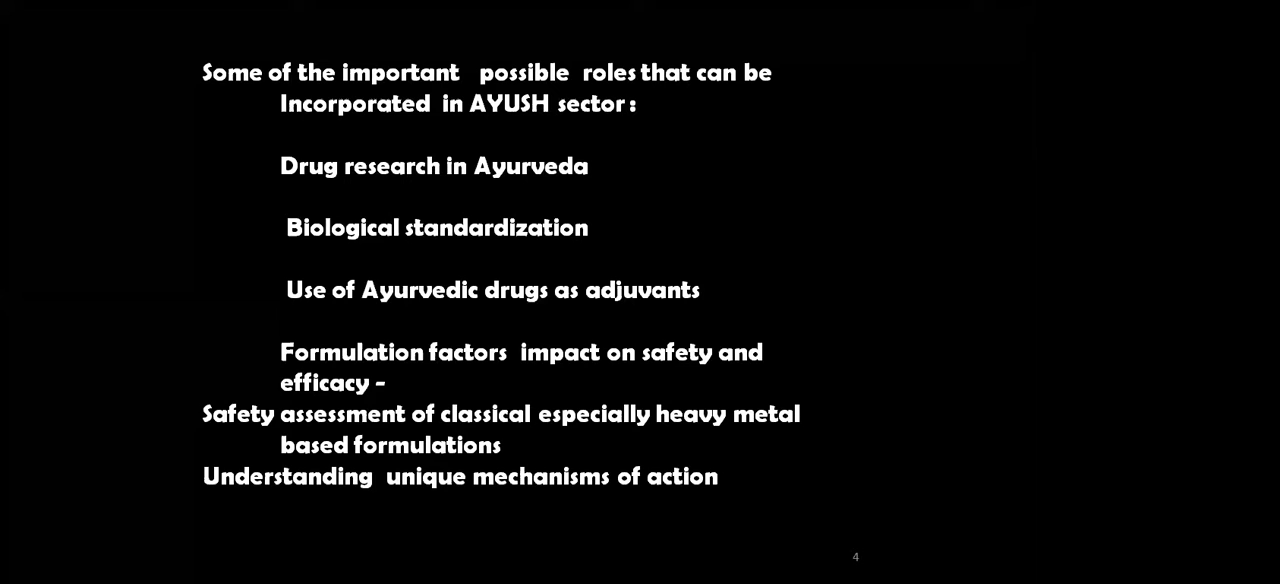 Some of the important possible roles that can be
Incorporated in AYUSH sector :
Drug research in Ayurveda
Biological standardization
Use of Ayurvedic drugs as adjuvants
Formulation factors impact on safety and
efficacy -
Safety assessment of classical especially heavy metal
based formulations
Understanding unique mechanisms of action
4